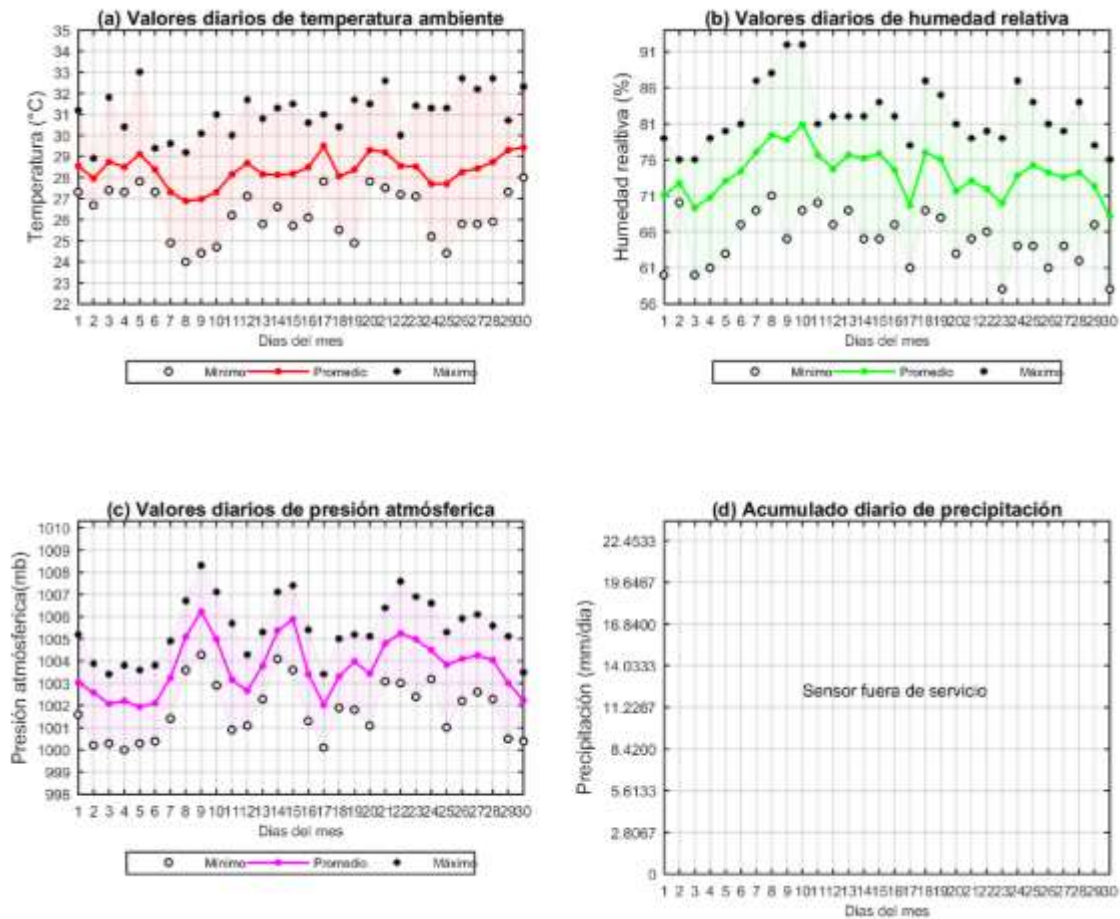 (a) Valores diarios de temperatura ambiente
35
34
33
32
31
30
29
28
27
26
25
24
23
22
Temperatura (°C)
1 2 3 4 5 6 7 8 9 10 11 12 13 14 15 16 17 18 19 20 21 22 23 24 25 26 27 28 29 30
Dias del mes
Mínimo Promedio Máximo
(b) Valores diarios de humedad relativa
91
86
81
76
71
66
61
56
Humedad realtiva (%)
1 2 3 4 5 6 7 8 9 10 11 12 13 14 15 16 17 18 19 20 21 22 23 24 25 26 27 28 29 30
Dias del mes
Mínimo Promedio Máximo
(c) Valores diarios de presión atmósferica
1010
1009
1008
1007
1006
1005
1004
1003
1002
1001
1000
999
998
Presión atmósferica(mb)
1 2 3 4 5 6 7 8 9 10 11 12 13 14 15 16 17 18 19 20 21 22 23 24 25 26 27 28 29 30
Dias del mes
Mínimo Promedio Máximo
(d) Acumulado diario de precipitación
22.4533
19.6467
16.8400
14.0333
11.2267
8.4200
5.6133
2.8067
0
Precipitación (mm/día)
Sensor fuera de servicio
1 2 3 4 5 6 7 8 9 10 11 12 13 14 15 16 17 18 19 20 21 22 23 24 25 26 27 28 29 30
Dias del mes